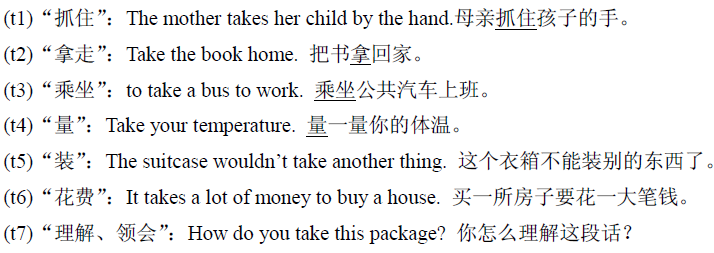 (t1)“抓住”：The mother takes her child by the hand.母亲抓住孩子的手。
(t2)“拿走”：Take the book home. 把书拿回家。
(t3)“乘坐”：to take a bus to work. 乘坐公共汽车上班。
(t4)“量”：Take your temperature. 量一量你的体温。
(t5)“装”：The suitcase wouldn’t take another thing. 这个衣箱不能装别的东西了。
(t6)“花费”：It takes a lot of money to buy a house. 买一所房子要花一大笔钱。
(t7)“理解、领会”：How do you take this package? 你怎么理解这段话？